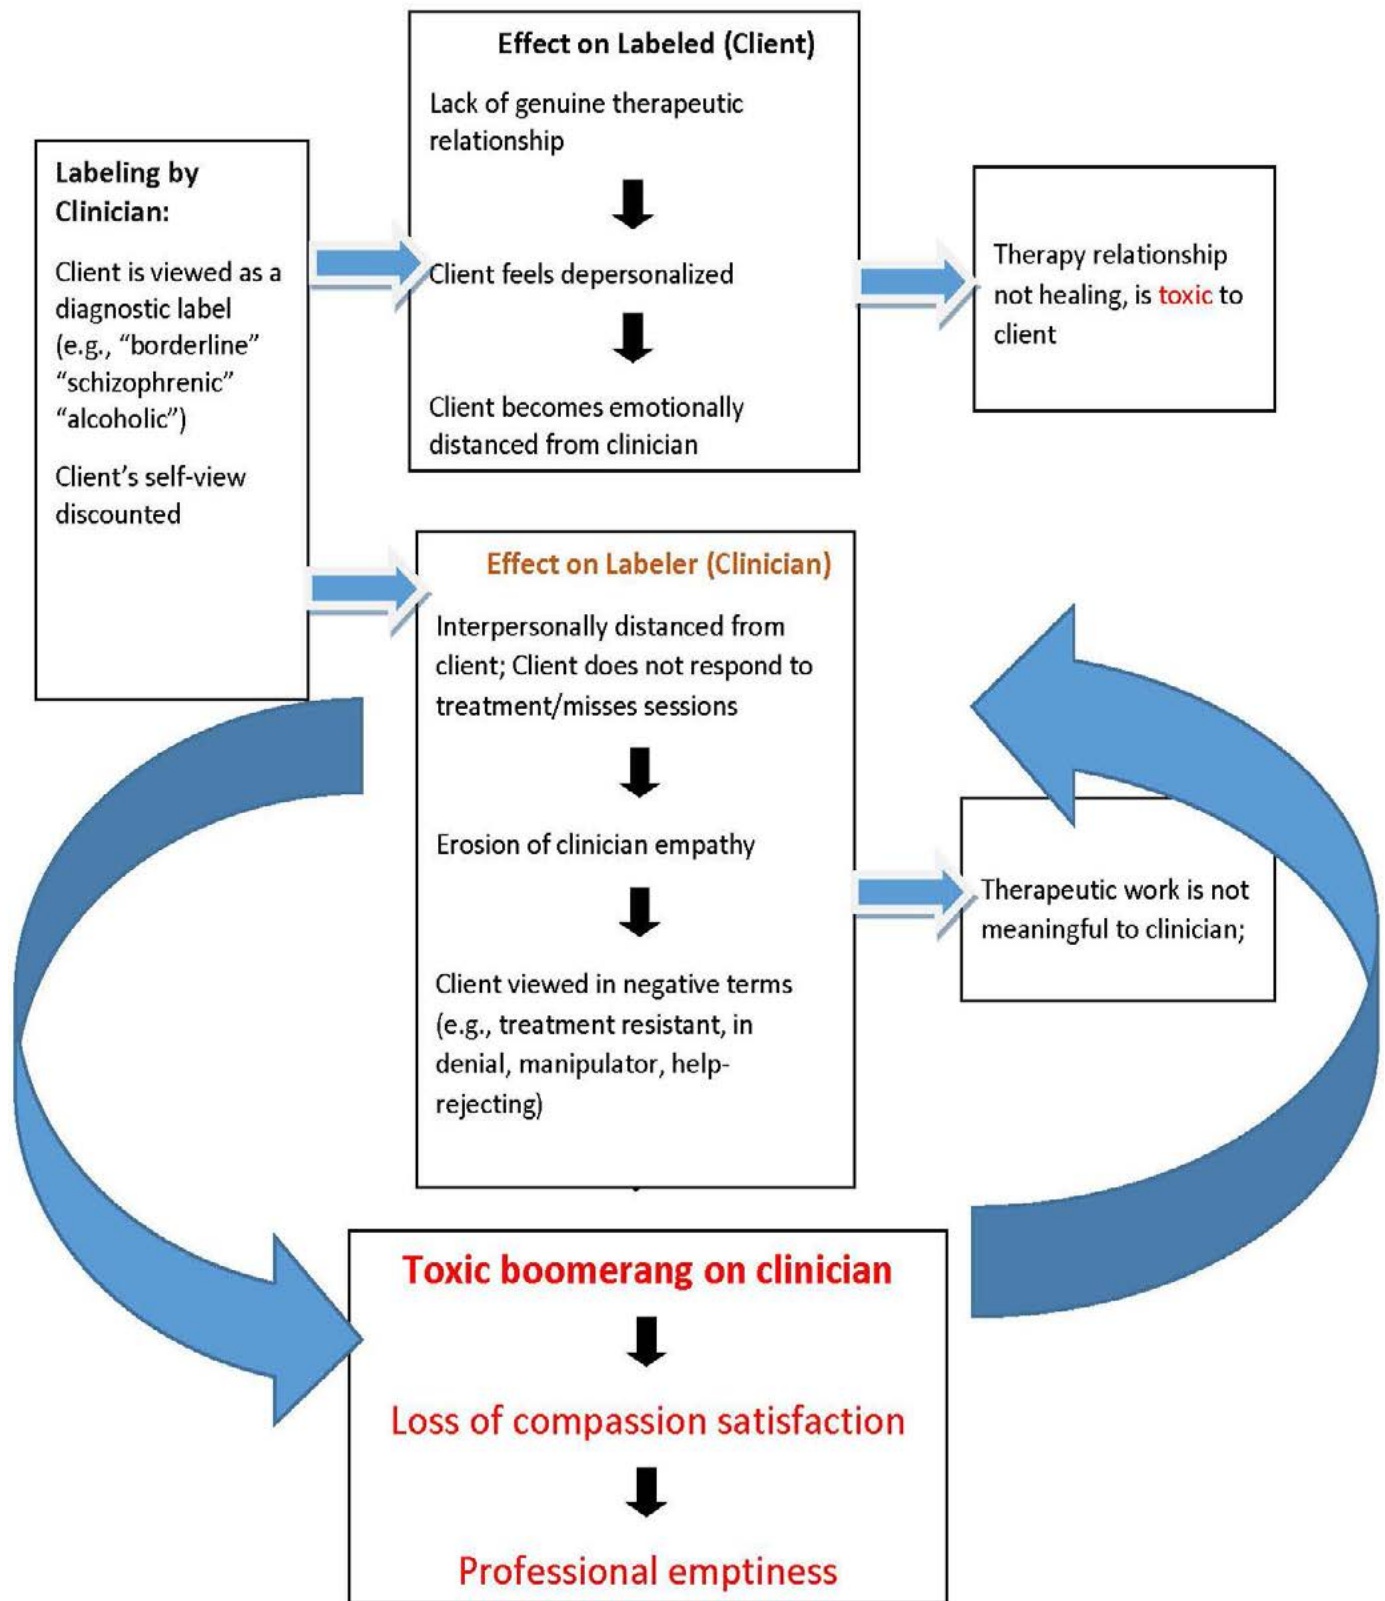 Effect on Labeled (Client)
Lack of genuine therapeutic
relationship
Client feels depersonalized
Client becomes emotionally
distanced from clinician
Labeling by
Clinician:
Client is viewed as a
diagnostic label
(e.g., “borderline”
“schizophrenic”
“alcoholic”)
Client’s self-view
discounted
Therapy relationship
not healing, is toxic to
client
Effect on Labeler (Clinician)
Interpersonally distanced from
client; Client does not respond to
treatment/misses sessions
Erosion of clinician empathy
Client viewed in negative terms
(e.g., treatment resistant, in
denial, manipulator, help-
rejecting)
Therapeutic work is not
meaningful to clinician;
Toxic boomerang on clinician
Loss of compassion satisfaction
Professional emptiness